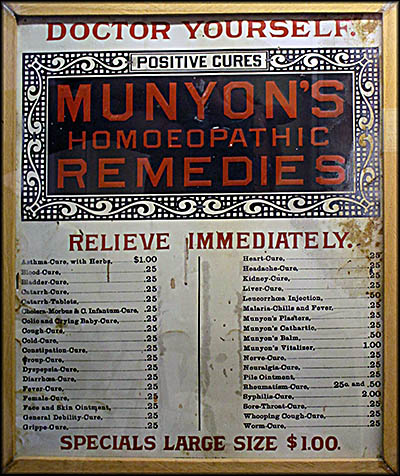 DOCTOR YOURSELF.
POSITIVE CURES
MUNYON'S
HOMOEOPATHIC
REMEDIES
RELIEVE IMMEDIATELY.
Asthma-Cure, with Herbs, $1.00
Blood-Cure, .25
Bladder-Cure, .25
Catarrh-Cure, .25
Catarrh-Tablets, .25
Cholera-Morbus & C. Infantum-Cure, .25
Colic and Crying Baby-Cure, .25
Cough-Cure, .25
Cold-Cure, .25
Constipation-Cure, .25
Croup-Cure, .25
Dyspepsia-Cure, .25
Diarrhœa-Cure, .25
Fever-Cure, .25
Female-Cure, .25
Face and Skin Ointment, .25
General Debility-Cure, .25
Grippe-Cure, .25
Heart-Cure, .25
Headache-Cure, .25
Kidney-Cure, .25
Liver-Cure, .25
Leucorrhœa Injection, .50
Malaria-Chills and Fever, .25
Munyon's Plasters, .25
Munyon's Cathartic, .25
Munyon's Balm, .50
Munyon's Vitalizer, 1.00
Nerve-Cure, .25
Neuralgia-Cure, .25
Pile Ointment, .25
Rheumatism-Cure, 25c. and .50
Syphilis-Cure, 2.00
Sore-Throat-Cure, .25
Whooping Cough-Cure, .25
Worm-Cure, .25
SPECIALS LARGE SIZE $1.00.